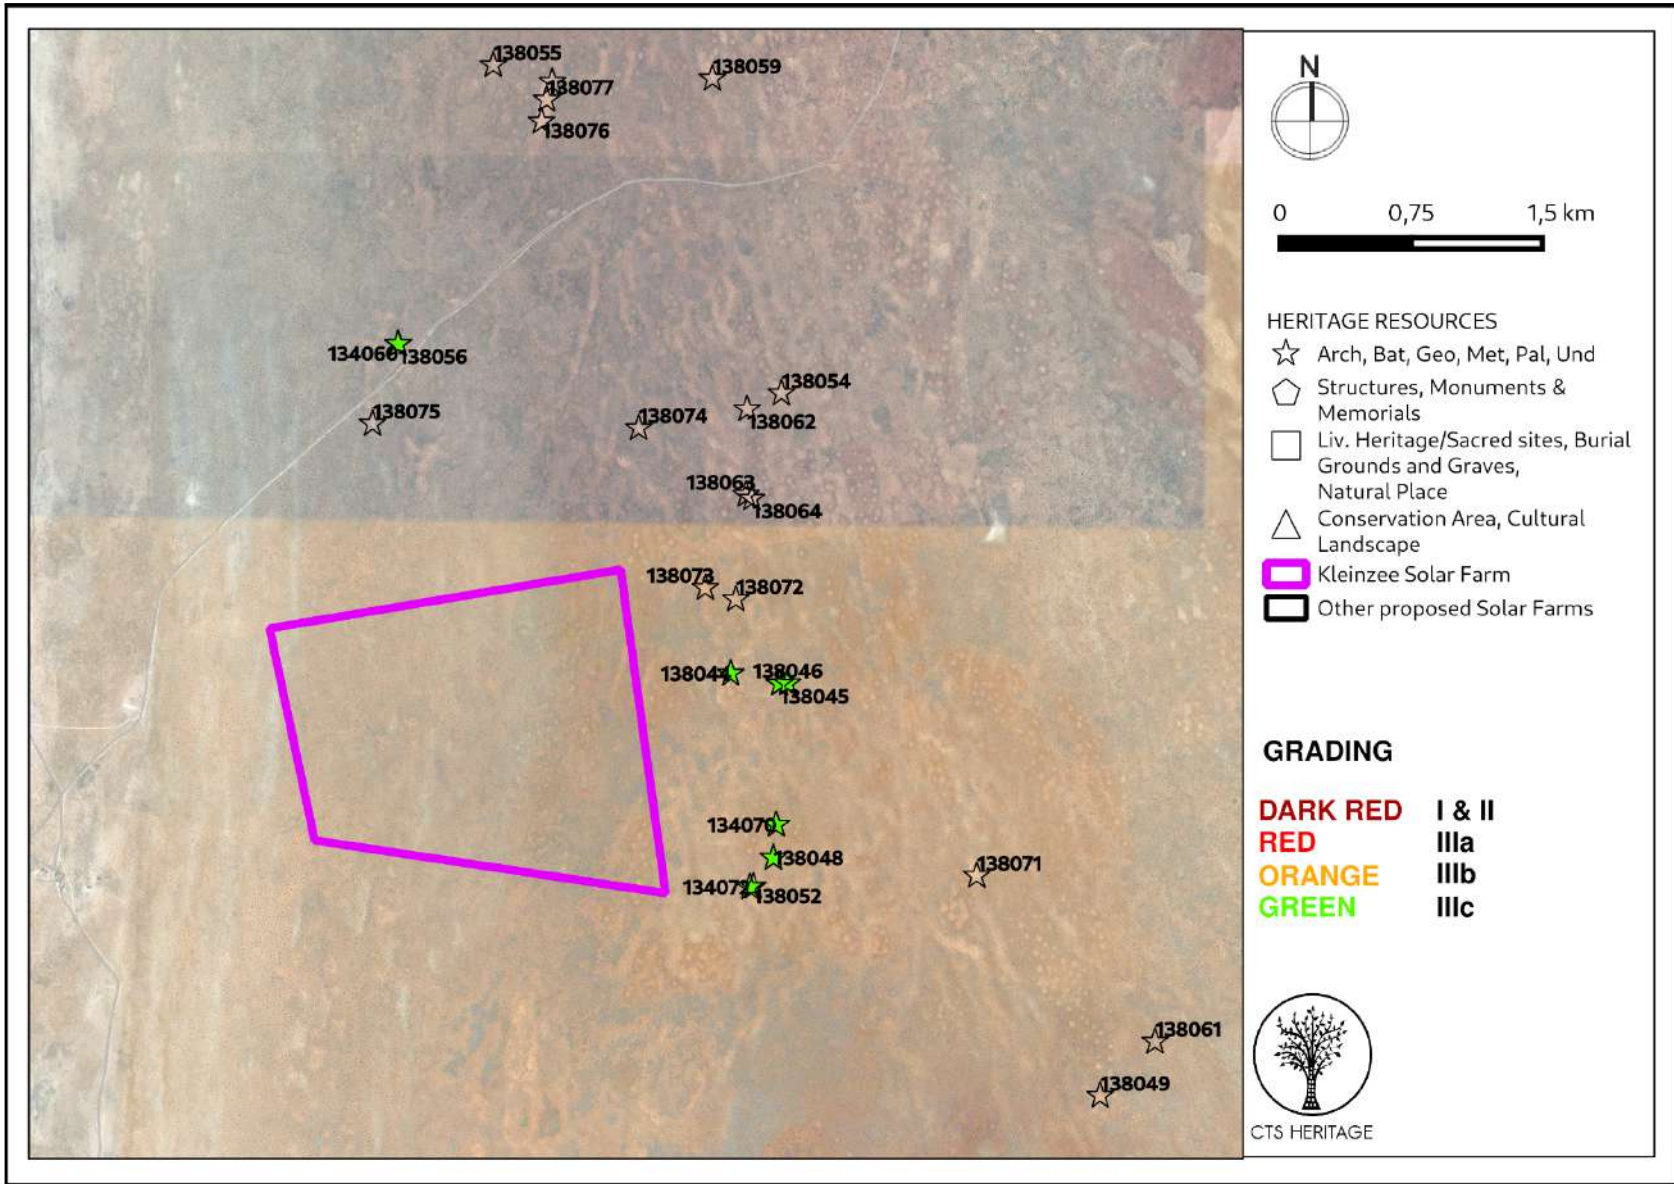 138055
138077
138059
138076
134060
138056
138075
138054
138062
138074
138063
138064
138073
138072
138044
138046
138045
134070
138048
138052
138071
138061
138049
N
0 0,75 1,5 km
HERITAGE RESOURCES
Arch, Bat, Geo, Met, Pal, Und
Structures, Monuments &
Memorials
Liv. Heritage/Sacred sites, Burial
Grounds and Graves,
Natural Place
Conservation Area, Cultural
Landscape
Kleinzee Solar Farm
Other proposed Solar Farms
GRADING
DARK RED I & II
RED IIIa
ORANGE IIIb
GREEN IIIc
CTS HERITAGE